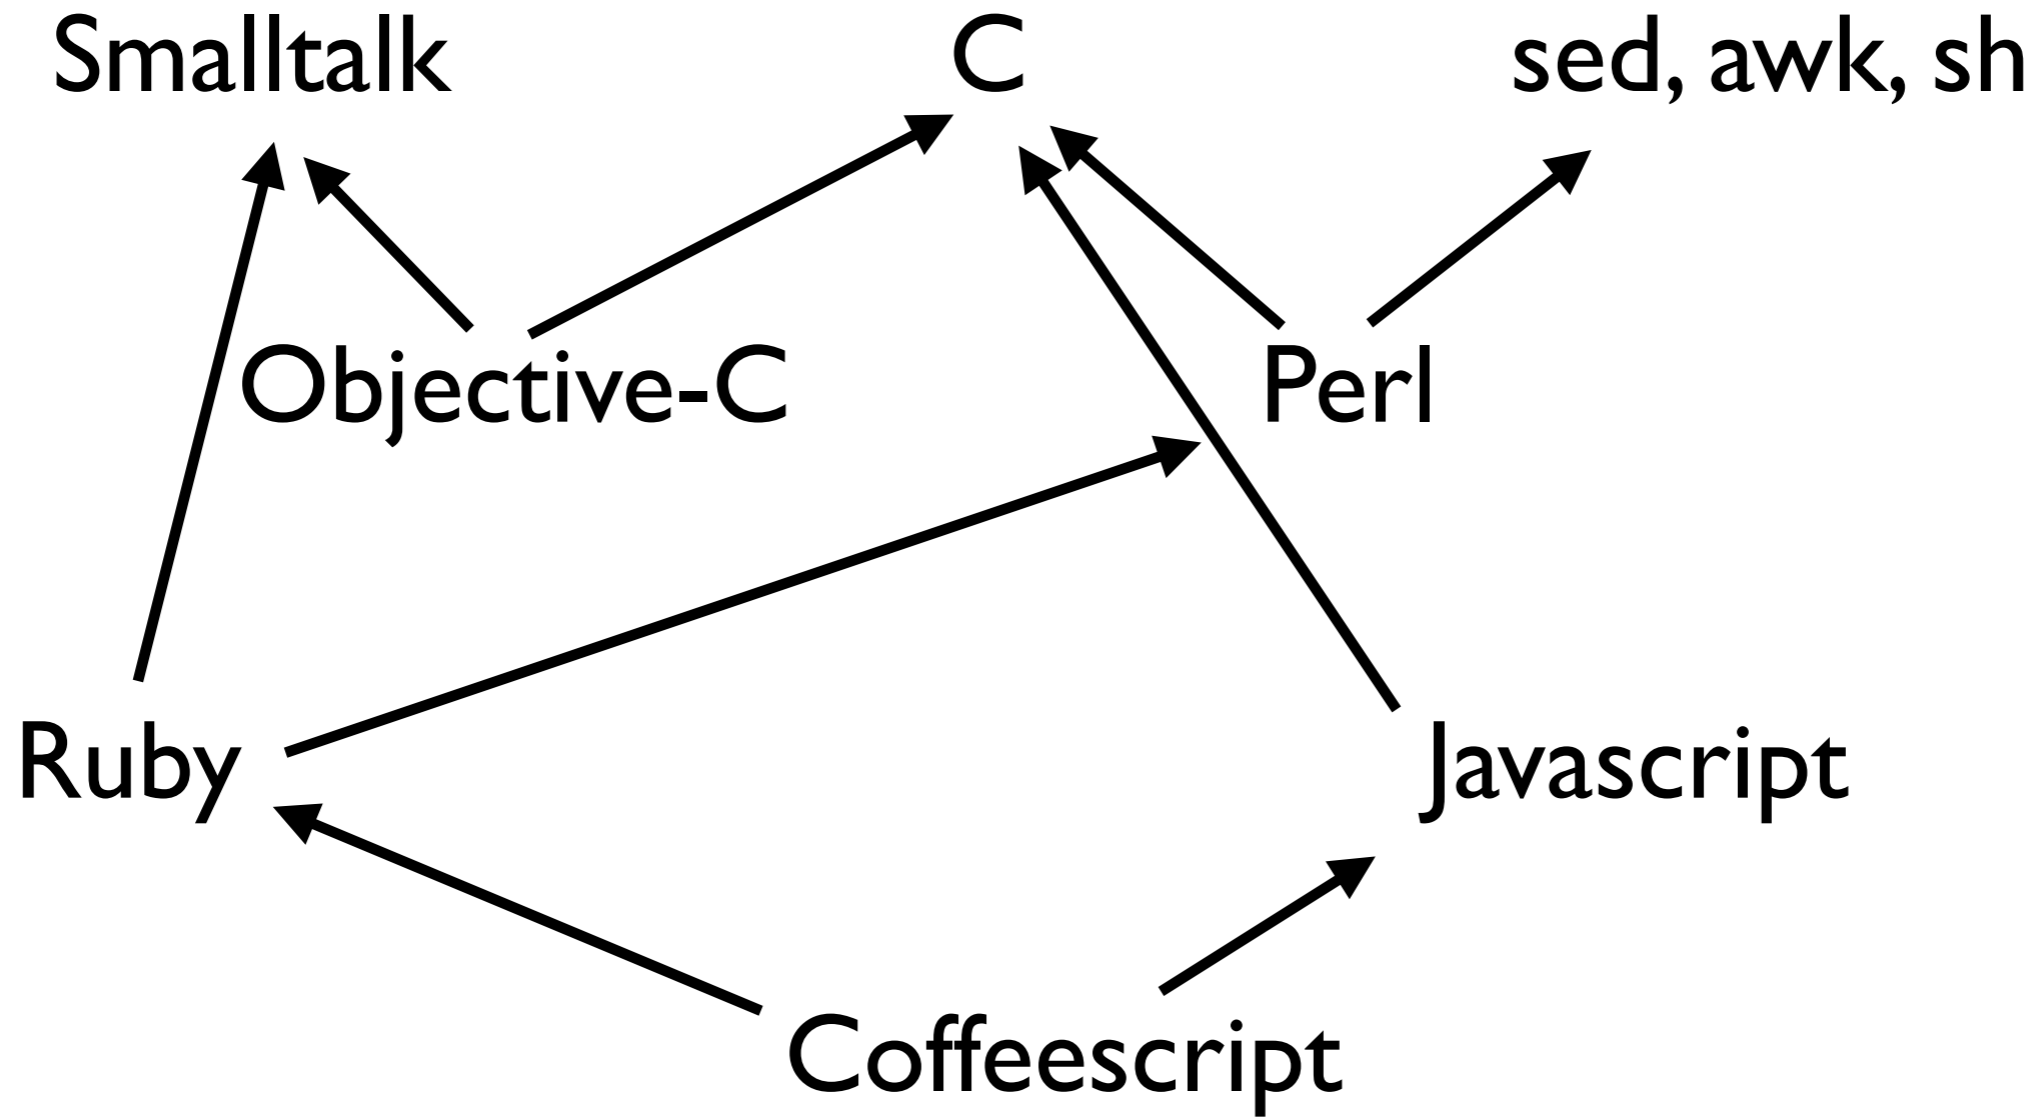 Smalltalk
C
sed, awk, sh
Objective-C
Perl
Ruby
Javascript
Coffeescript